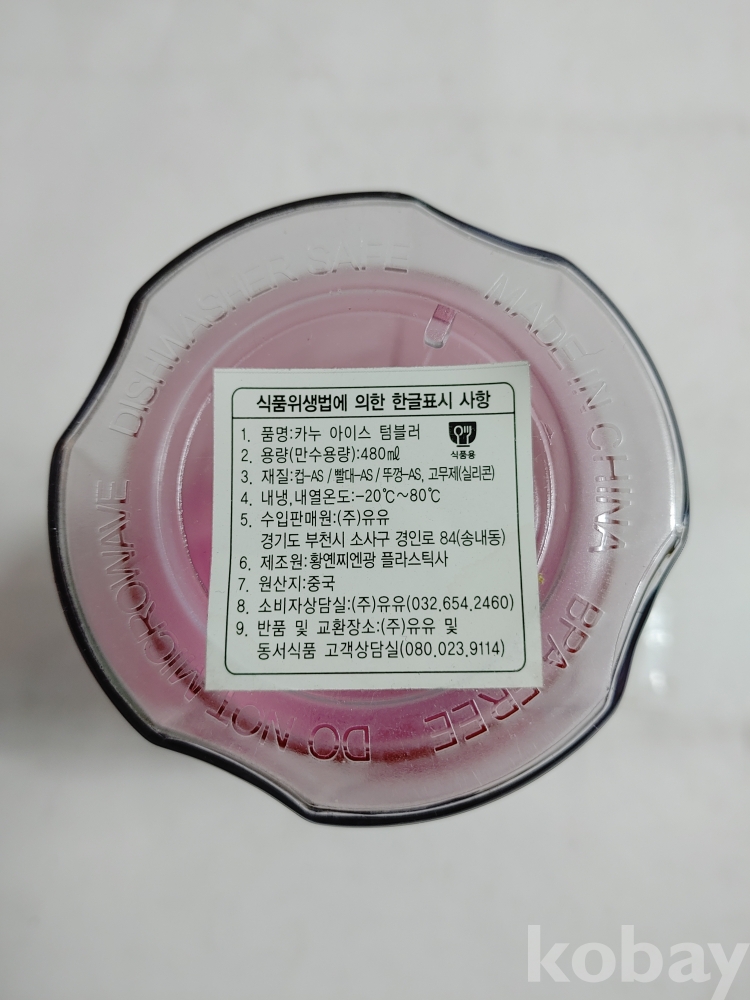 식품위생법에 의한 한글표시 사항
1. 품명:카누 아이스 텀블러
식품용
2. 용량(만수용량):480㎖
3. 재질:컵-AS / 빨대-AS / 뚜껑-AS, 고무제(실리콘)
4. 내냉,내열온도:-20℃~80℃
5. 수입판매원:(주)유유
경기도 부천시 소사구 경인로 84(송내동)
6. 제조원:황엔찌엔광 플라스틱사
7. 원산지:중국
8. 소비자상담실:(주)유유(032.654.2460)
9. 반품 및 교환장소:(주)유유 및
동서식품 고객상담실(080.023.9114)
DISHWASHER SAFE
MADE IN CHINA
BPA FREE
DO NOT MICROWAVE
kobay